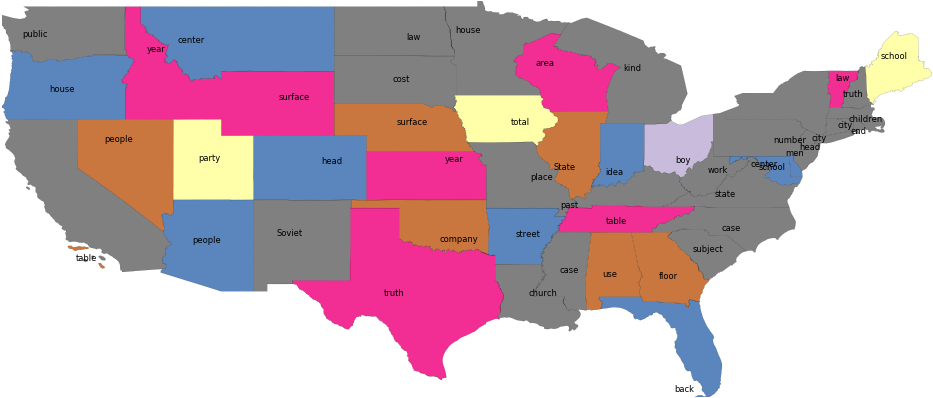 public
year
center
law
house
area
kind
school
house
surface
cost
law
truth
people
party
head
surface
year
total
place
State
idea
boy
number
city
city
children
end
head
men
center
school
work
state
past
people
Soviet
company
street
table
case
table
truth
church
case
use
floor
subject
back